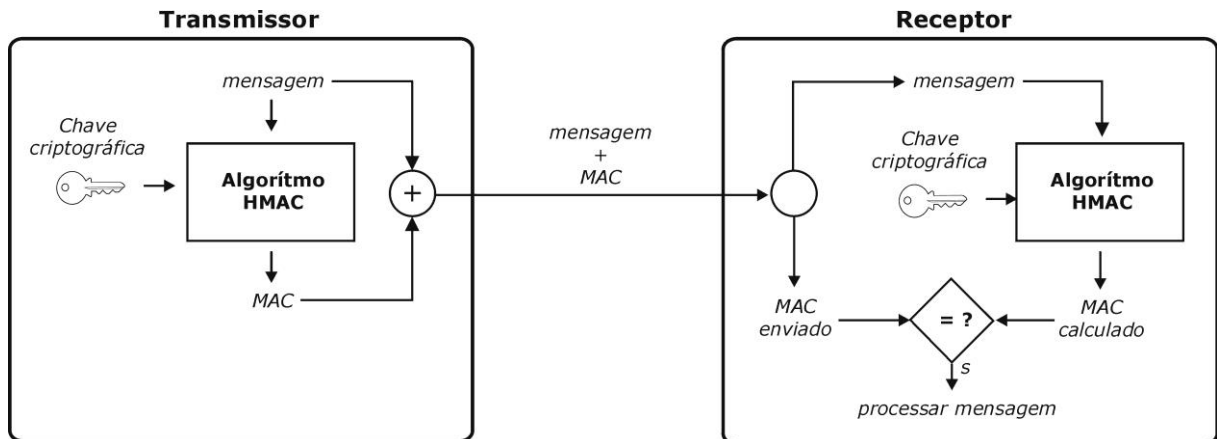 Transmissor
mensagem
Chave
criptográfica
Algorítmo
HMAC
+
MAC
mensagem
+
MAC
Receptor
mensagem
Chave
criptográfica
Algorítmo
HMAC
MAC
enviado
= ?
MAC
calculado
s
processar mensagem